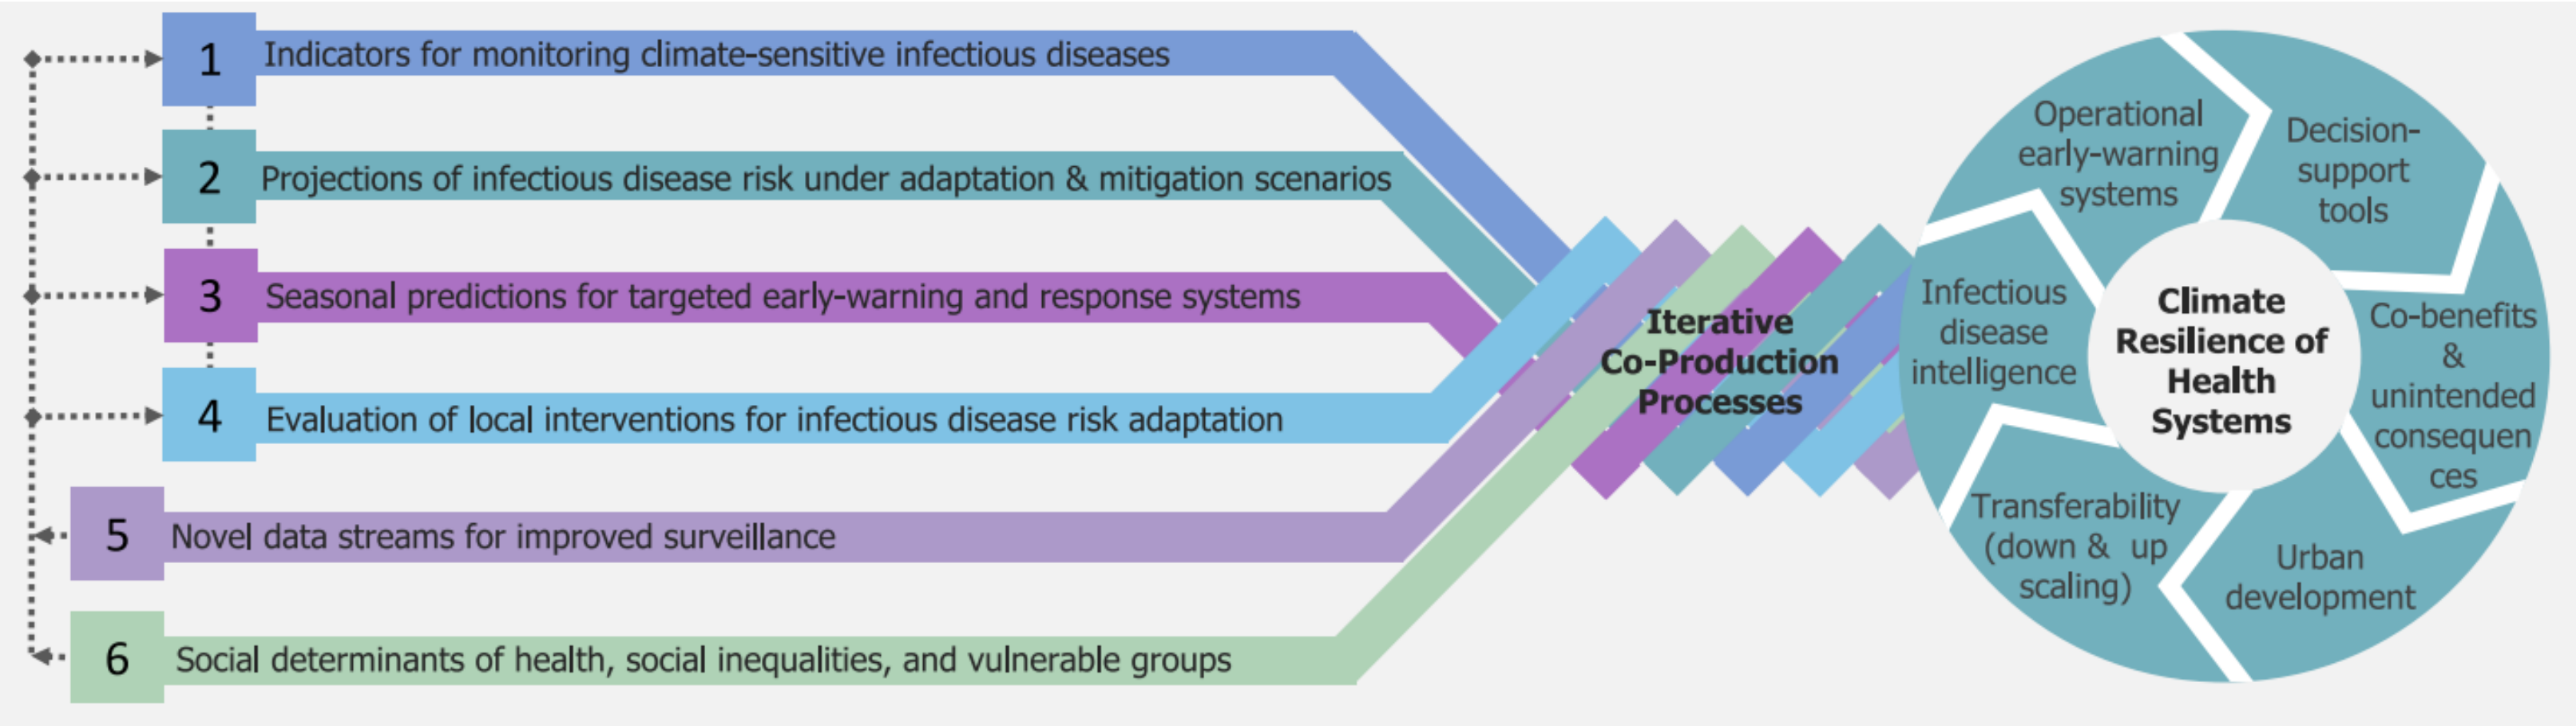 1
Indicators for monitoring climate-sensitive infectious diseases
2
Projections of infectious disease risk under adaptation & mitigation scenarios
3
Seasonal predictions for targeted early-warning and response systems
4
Evaluation of local interventions for infectious disease risk adaptation
5
Novel data streams for improved surveillance
6
Social determinants of health, social inequalities, and vulnerable groups
Iterative
Co-Production
Processes
Operational
early-warning
systems
Decision-
support
tools
Co-benefits
&
unintended
consequen
ces
Urban
development
Transferability
(down & up
scaling)
Infectious
disease
intelligence
Climate
Resilience of
Health
Systems